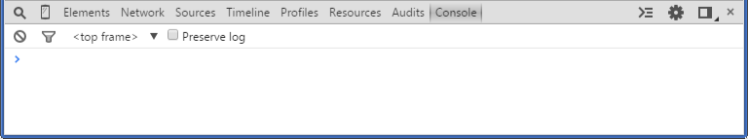 Elements Network Sources Timeline Profiles Resources Audits Console
<top frame> Preserve log